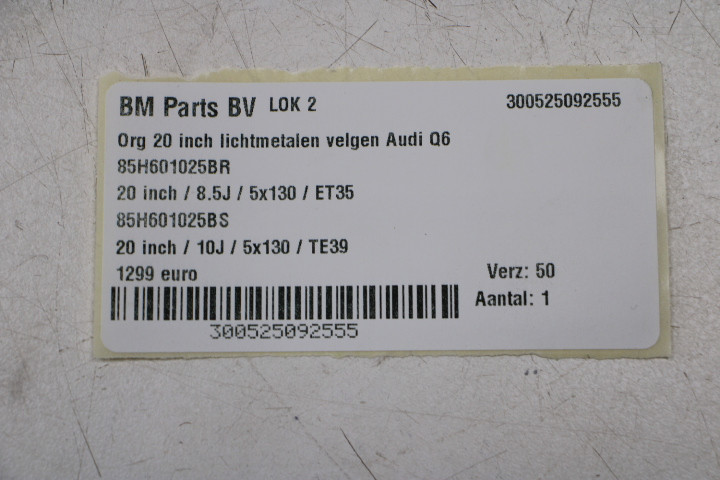 BM Parts BV LOK 2 300525092555
Org 20 inch lichtmetalen velgen Audi Q6
85H601025BR
20 inch / 8.5J / 5x130 / ET35
85H601025BS
20 inch / 10J / 5x130 / TE39
1299 euro Verz: 50
Aantal: 1
300525092555